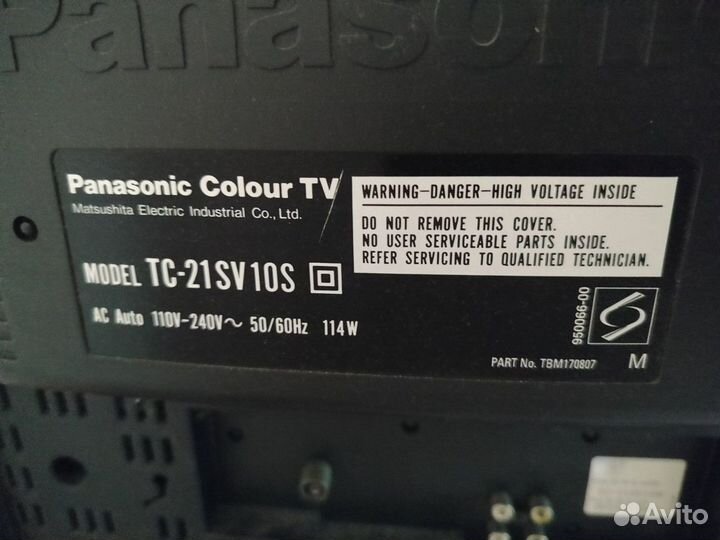 Panasonic
Panasonic Colour TV
Matsushita Electric Industrial Co., Ltd.
MODEL TC-21SV10S
AC Auto 110V-240V~ 50/60Hz 114W
WARNING-DANGER-HIGH VOLTAGE INSIDE
DO NOT REMOVE THIS COVER.
NO USER SERVICEABLE PARTS INSIDE.
REFER SERVICING TO QUALIFIED TECHNICIAN.
950066-00
PART No. TBM170807 M
Avito